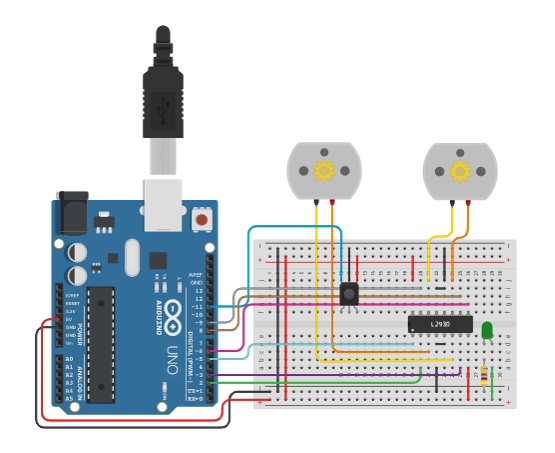 AREF
GND
13
12
~11
~10
~9
8
7
~6
~5
4
~3
2
TX→1
RX←0
DIGITAL (PWM~)
IOREF
RESET
3.3V
5V
GND
GND
Vin
POWER
A0
A1
A2
A3
A4
A5
ANALOG IN
L
TX
RX
ON
ARDUINO
UNO
L293D